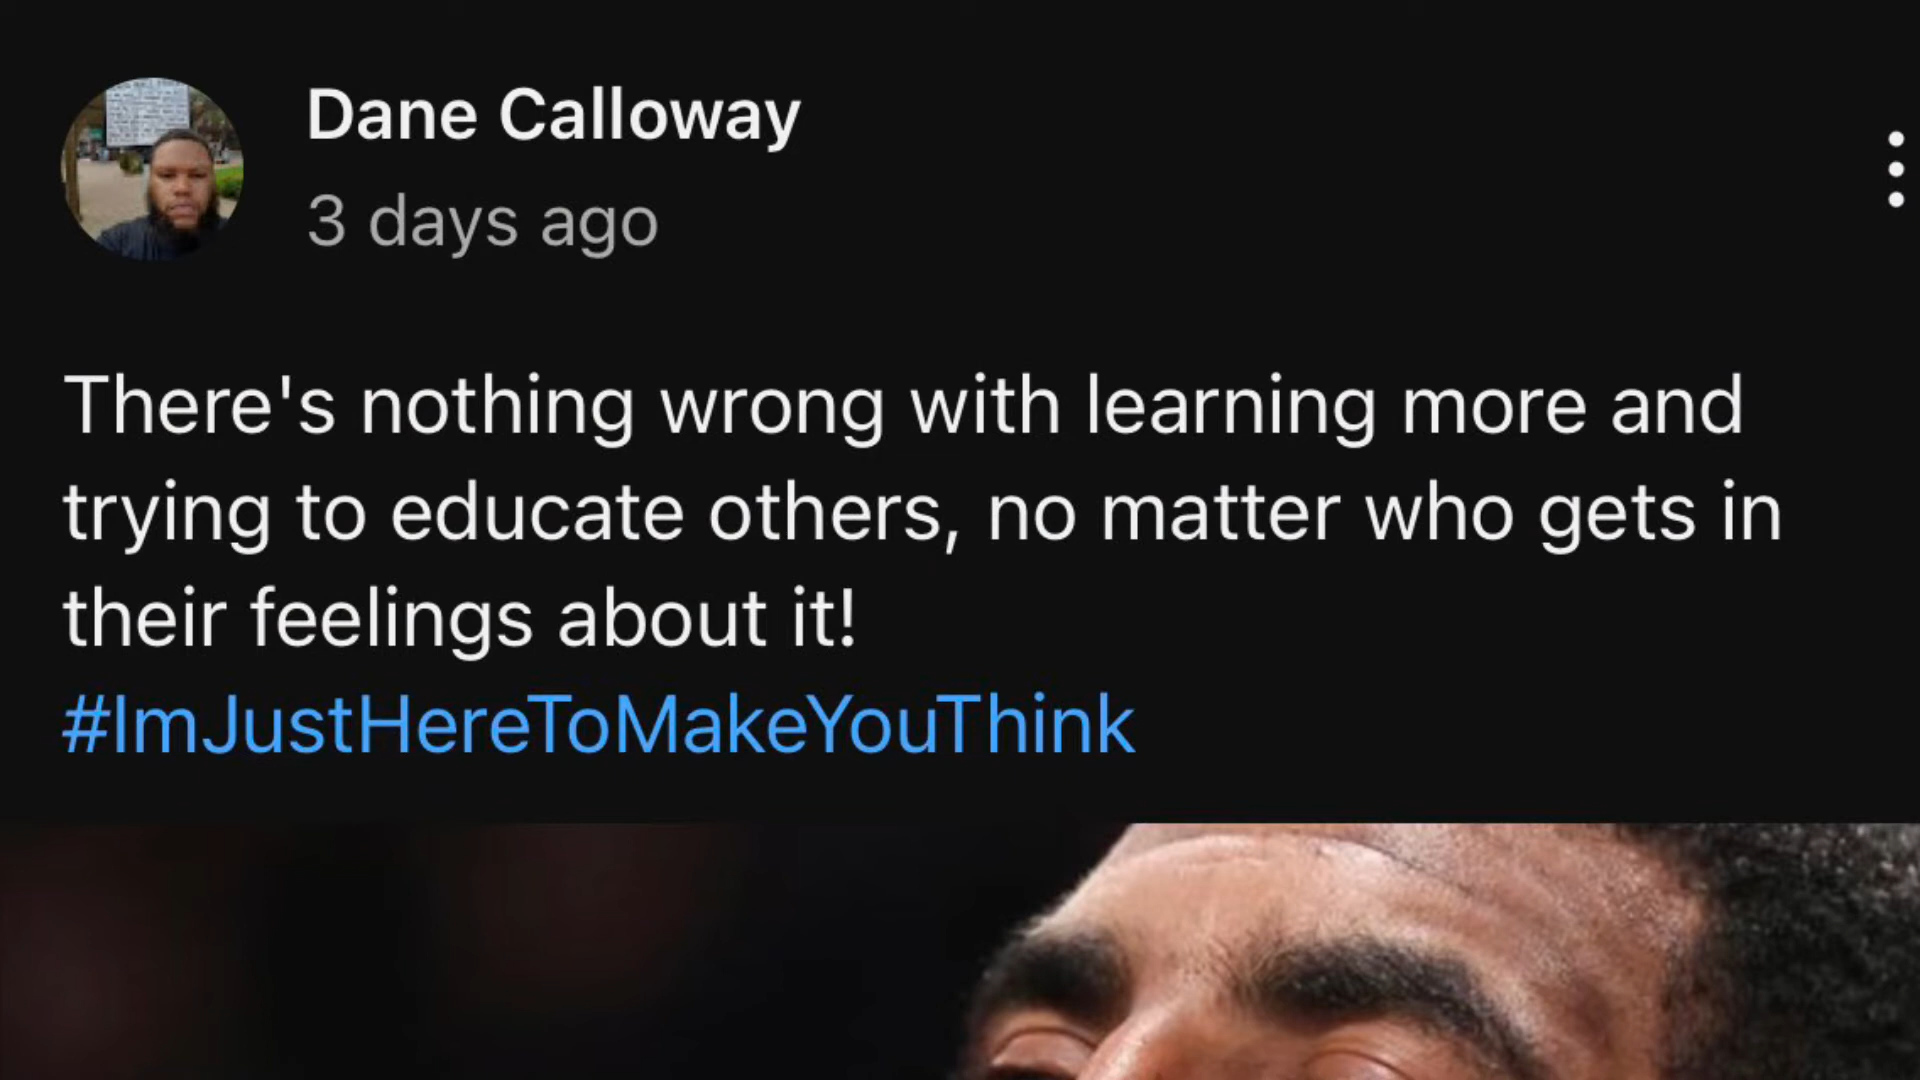 Dane Calloway
3 days ago
There's nothing wrong with learning more and
trying to educate others, no matter who gets in
their feelings about it!
#ImJustHereToMakeYouThink